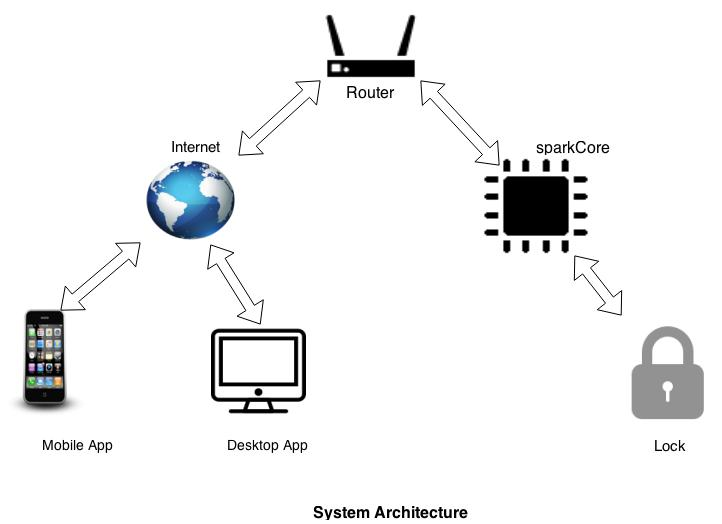 Router
Internet
sparkCore
Mobile App
Desktop App
Lock
System Architecture